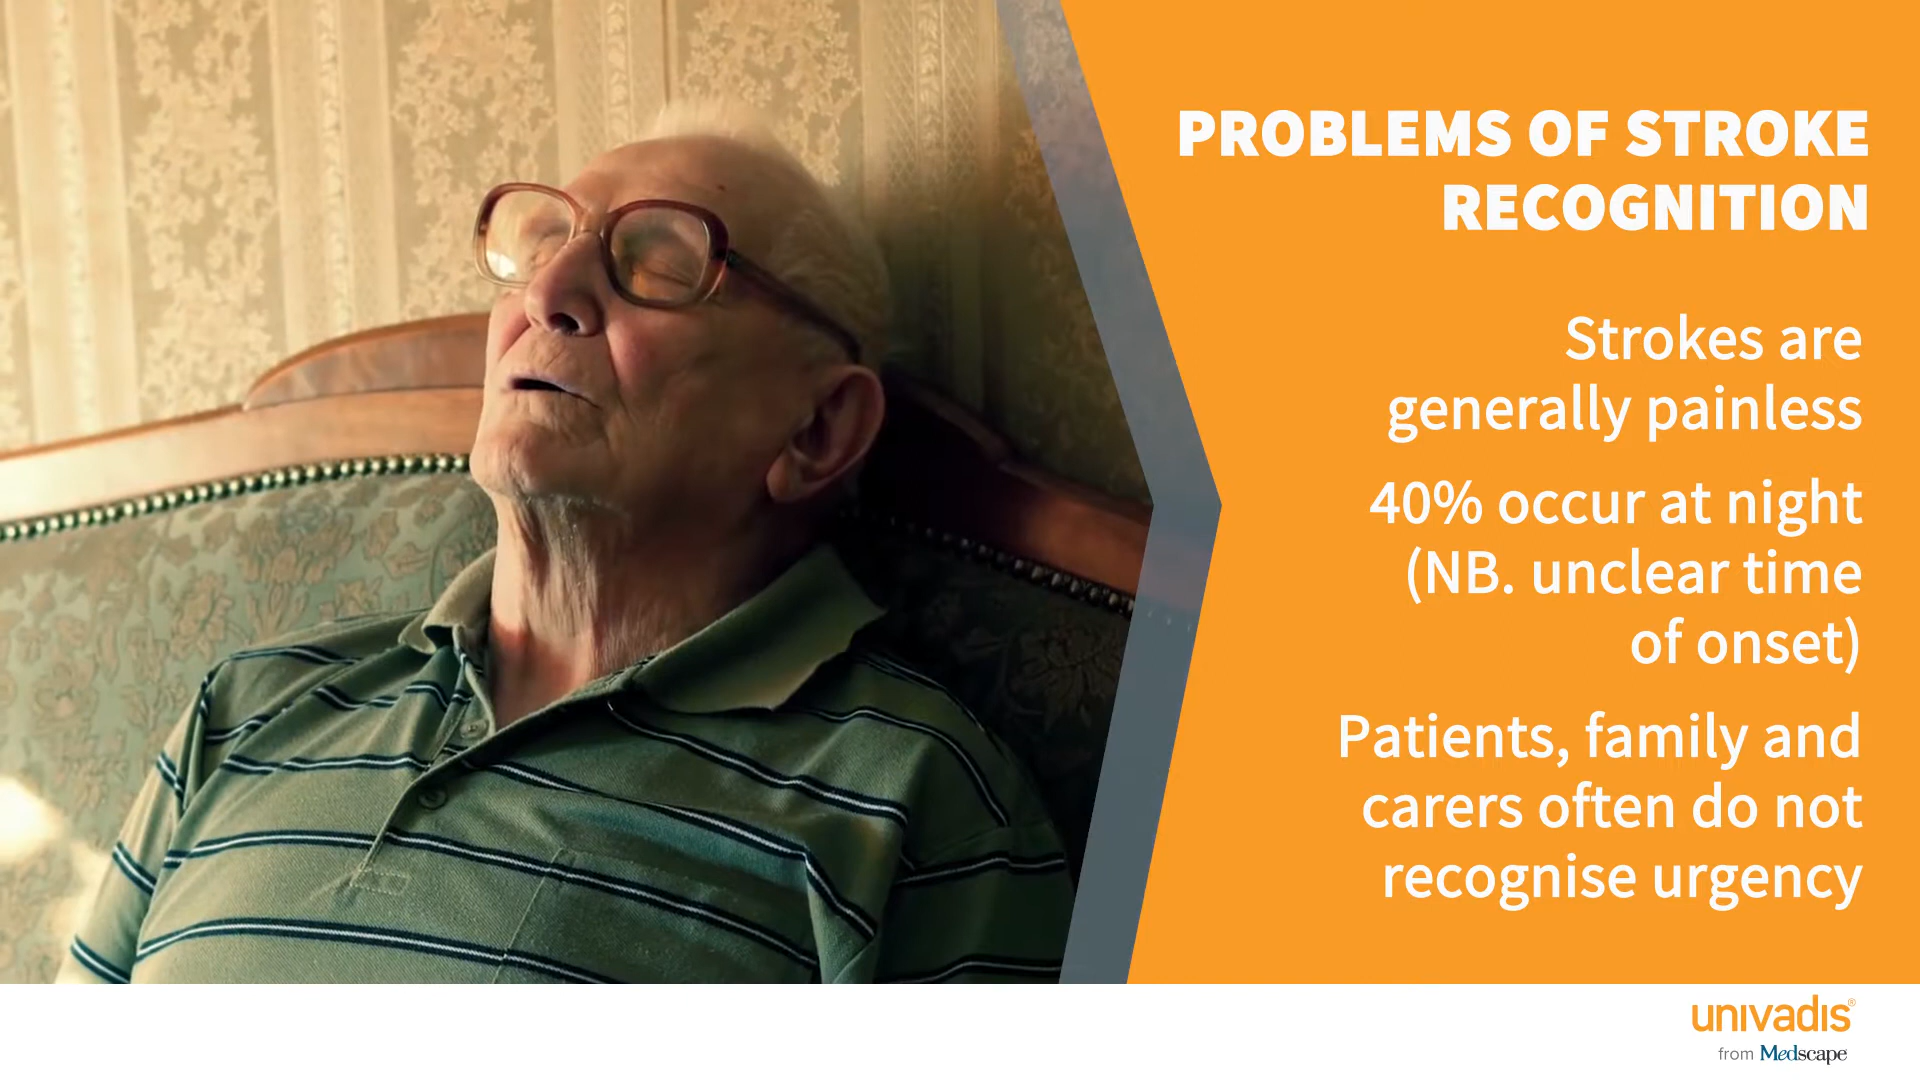 PROBLEMS OF STROKE
RECOGNITION
Strokes are
generally painless
40% occur at night
(NB. unclear time
of onset)
Patients, family and
carers often do not
recognise urgency
univadis®
from Medscape